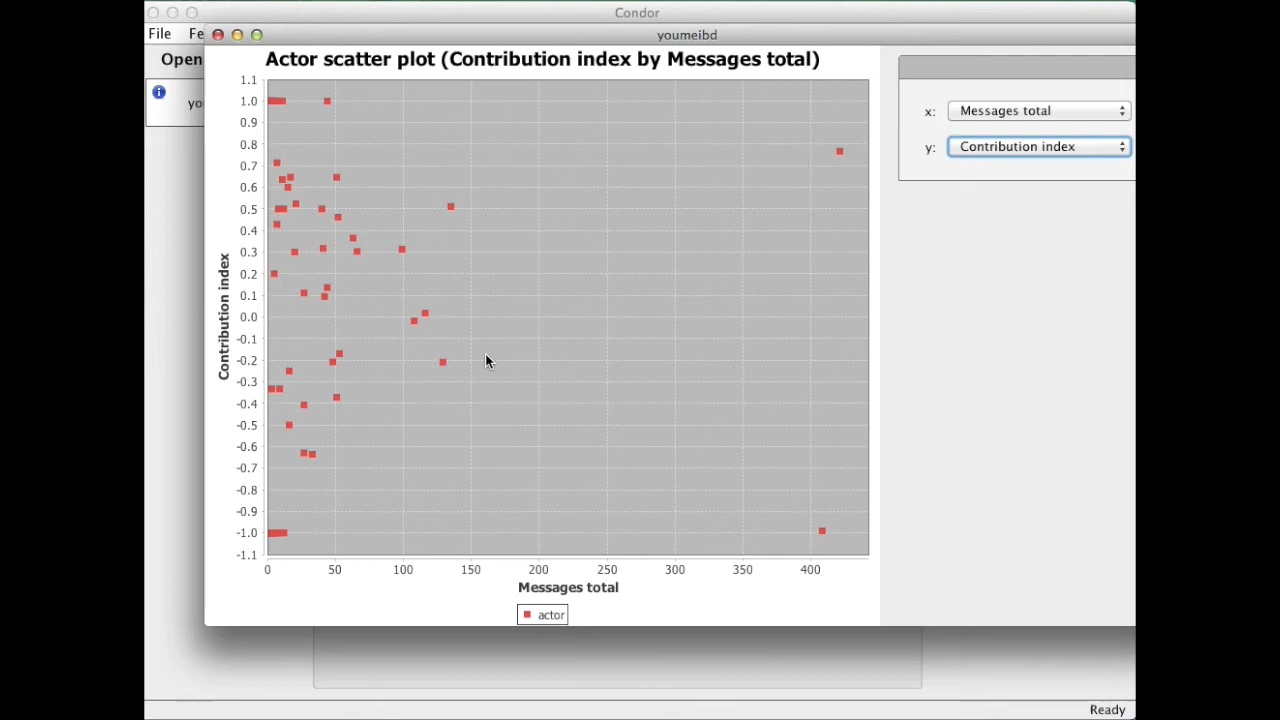 Condor
File Fe
youmeibd
Open
yo
Actor scatter plot (Contribution index by Messages total)
x: Messages total
y: Contribution index
Contribution index
1.1
1.0
0.9
0.8
0.7
0.6
0.5
0.4
0.3
0.2
0.1
0.0
-0.1
-0.2
-0.3
-0.4
-0.5
-0.6
-0.7
-0.8
-0.9
-1.0
-1.1
0 50 100 150 200 250 300 350 400
Messages total
actor
Ready